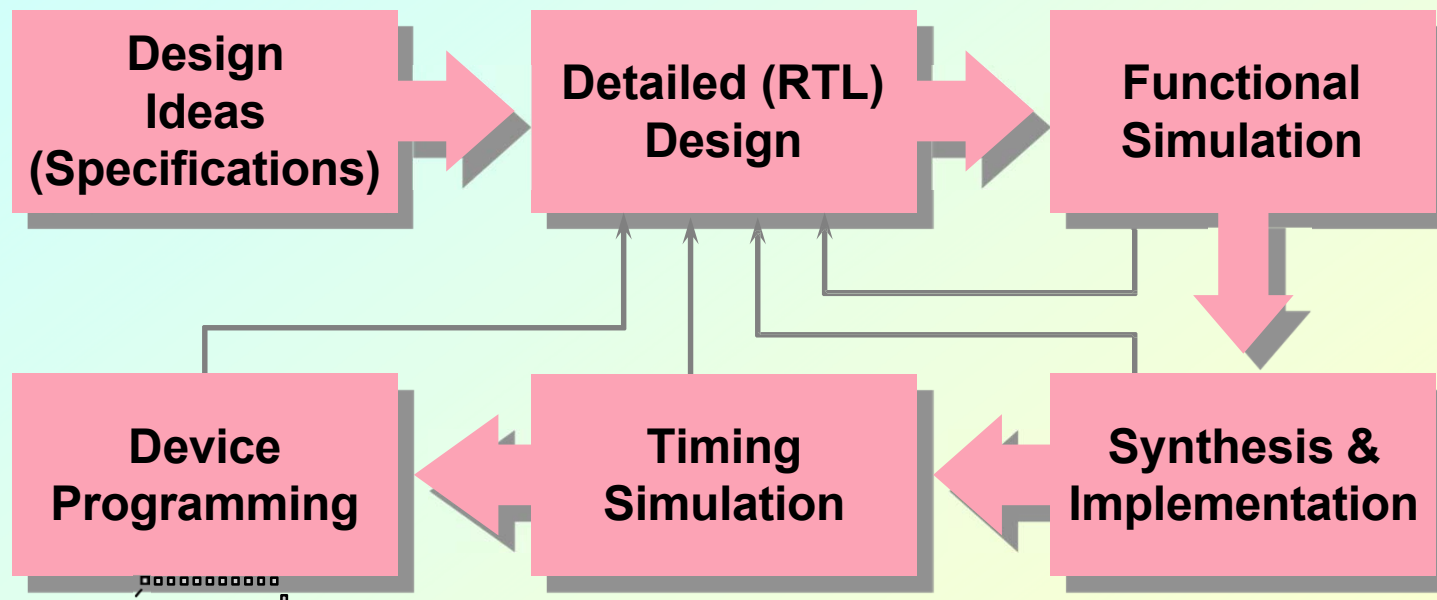 Design
Ideas
(Specifications)
Detailed (RTL)
Design
Functional
Simulation
Device
Programming
Timing
Simulation
Synthesis &
Implementation